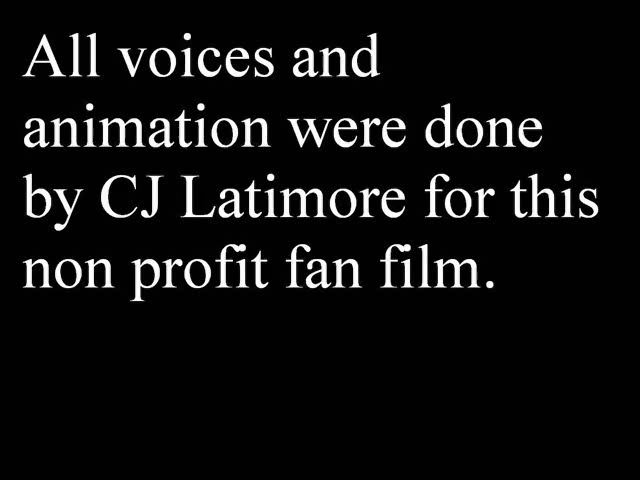 All voices and
animation were done
by CJ Latimore for this
non profit fan film.